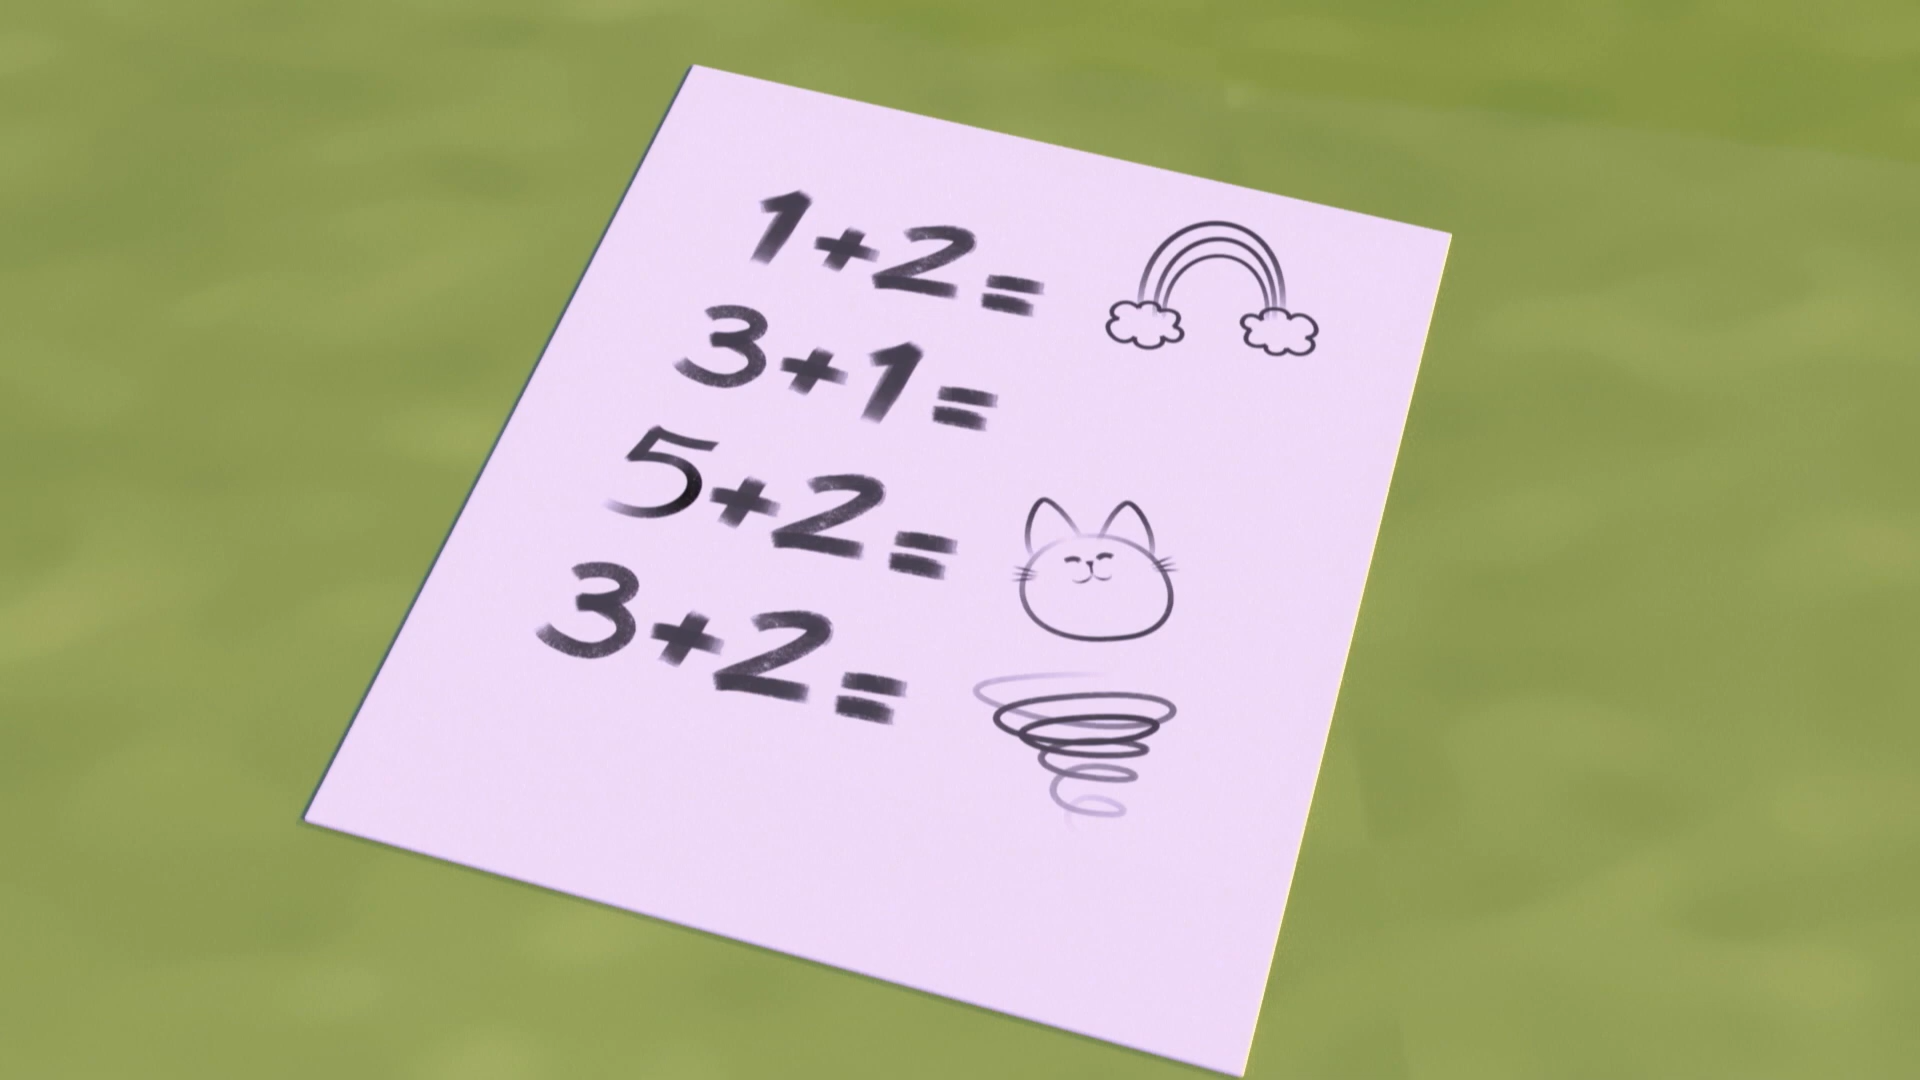 1+2=
3+1=
5+2=
3+2=